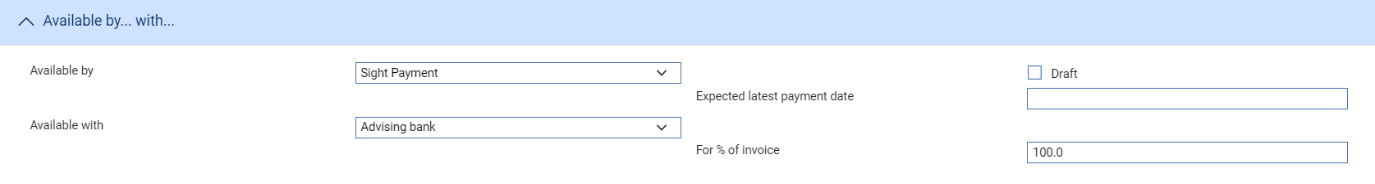 Available by... with...
Available by
Sight Payment
Draft
Expected latest payment date
Available with
Advising bank
For % of invoice
100.0